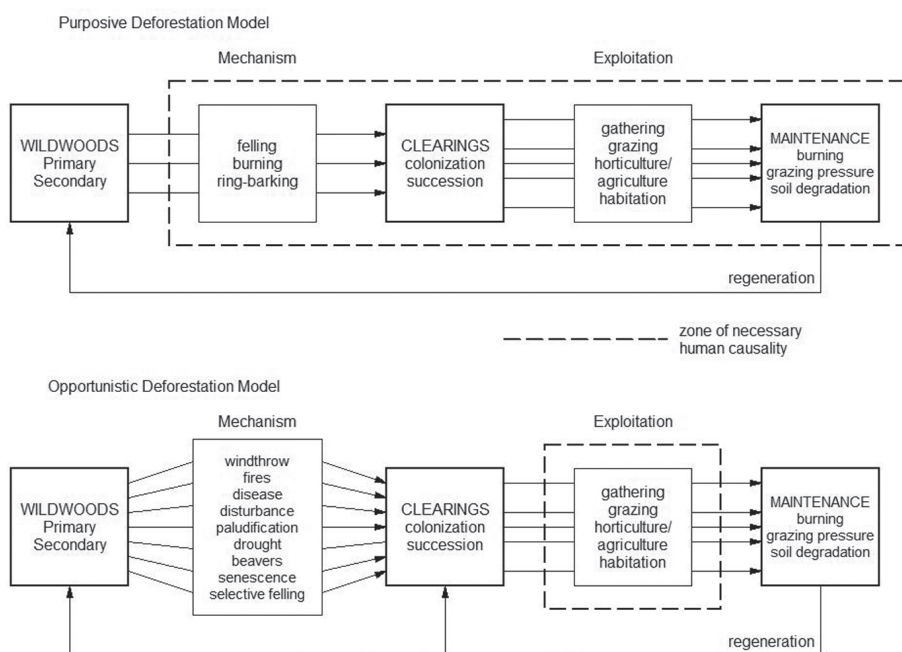 Purposive Deforestation Model
Mechanism
Exploitation
WILDWOODS
Primary
Secondary
felling
burning
ring-barking
CLEARINGS
colonization
succession
gathering
grazing
horticulture/
agriculture
habitation
MAINTENANCE
burning
grazing pressure
soil degradation
regeneration
zone of necessary
human causality
Opportunistic Deforestation Model
Mechanism
Exploitation
WILDWOODS
Primary
Secondary
windthrow
fires
disease
disturbance
paludification
drought
beavers
senescence
selective felling
CLEARINGS
colonization
succession
gathering
grazing
horticulture/
agriculture
habitation
MAINTENANCE
burning
grazing pressure
soil degradation
regeneration